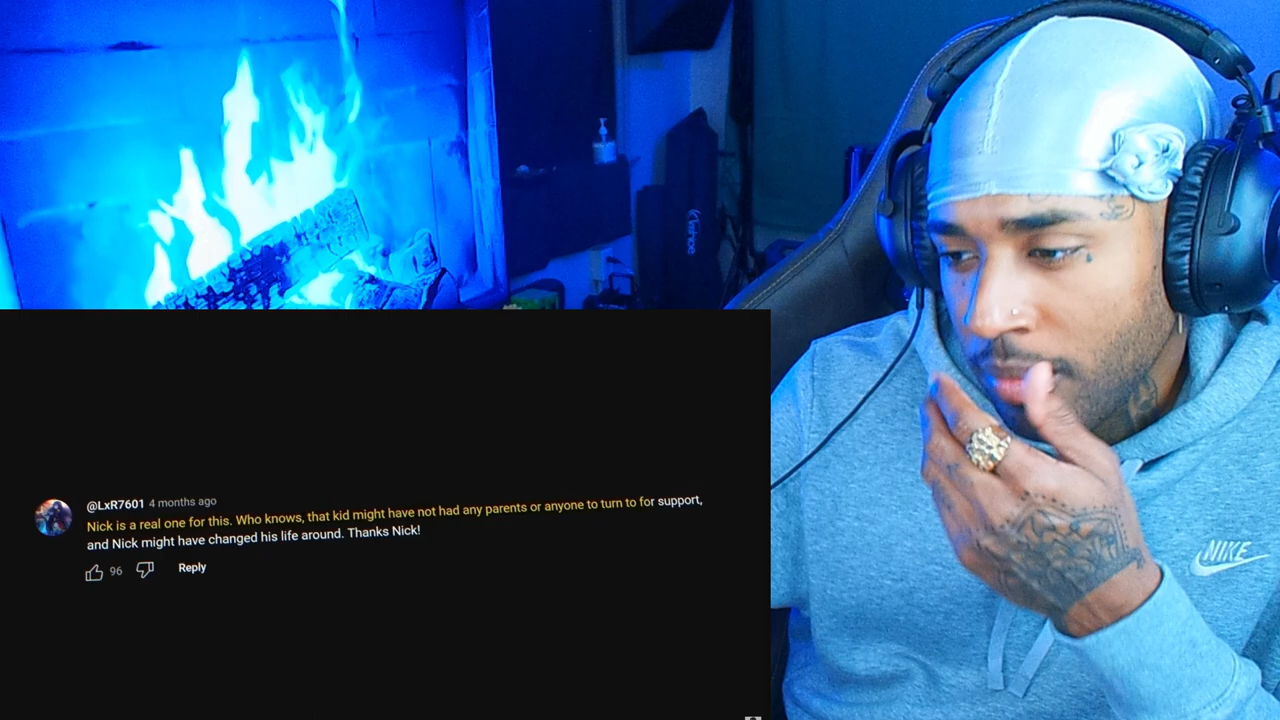 @LxR7601 4 months ago
Nick is a real one for this. Who knows, that kid might have not had any parents or anyone to turn to for support,
and Nick might have changed his life around. Thanks Nick!
96 Reply
NIKE